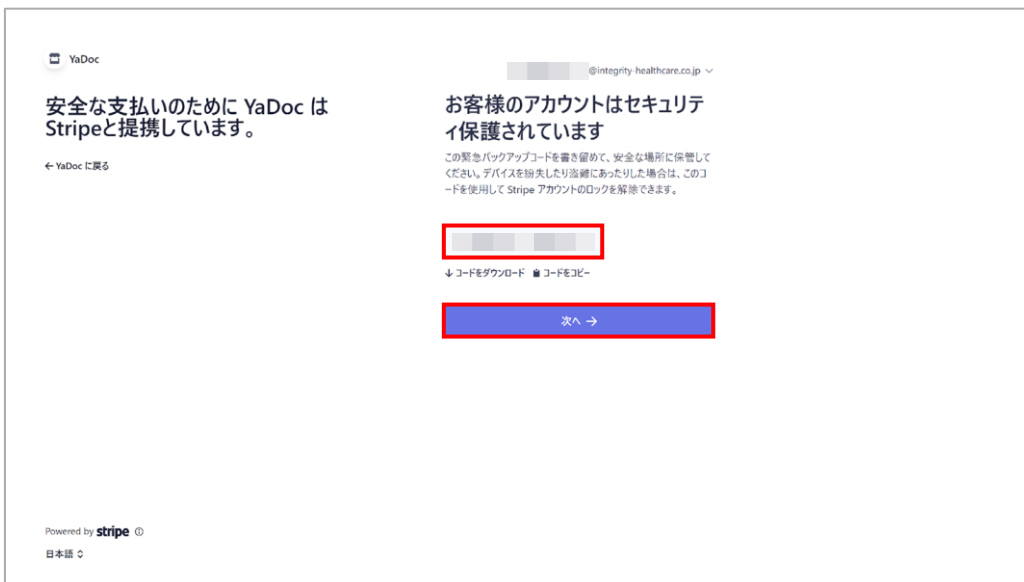 YaDoc
安全な支払いのために YaDoc は
Stripeと提携しています。
← YaDoc に戻る
@integrity-healthcare.co.jp
お客様のアカウントはセキュリテ
ィ保護されています
この緊急バックアップコードを書き留めて、安全な場所に保管して
ください。デバイスを紛失したり盗難にあったりした場合は、このコ
ードを使用して Stripe アカウントのロックを解除できます。
↓ コードをダウンロード コードをコピー
次へ →
Powered by stripe
日本語